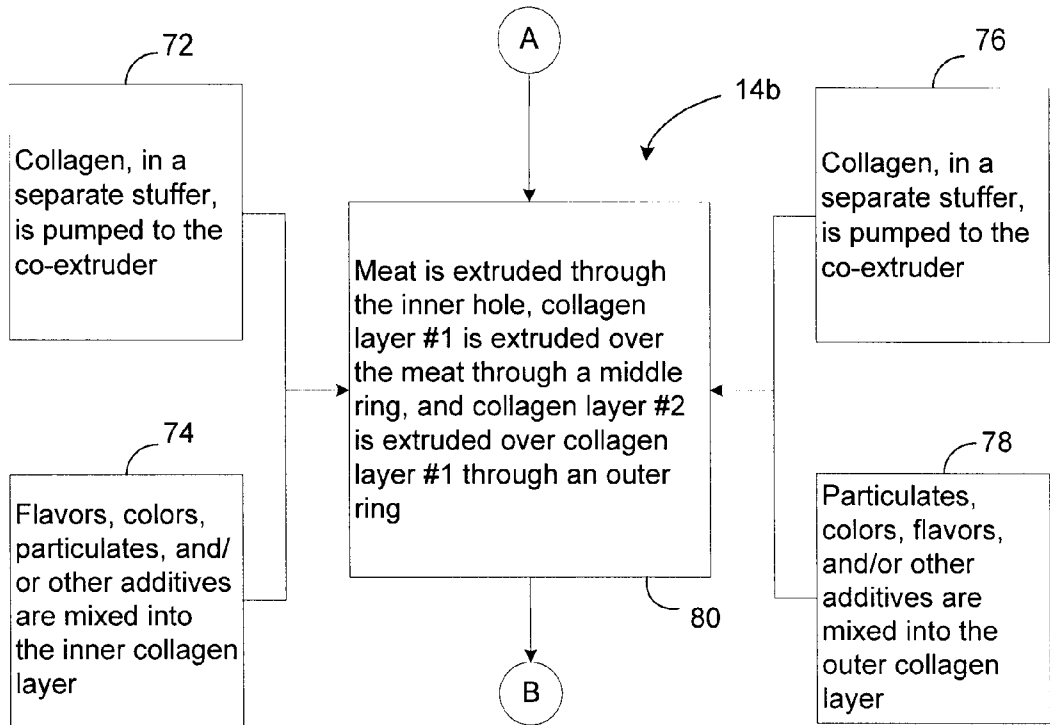 A
72
76
14b
Collagen, in a
separate stuffer,
is pumped to the
co-extruder
Meat is extruded through
the inner hole, collagen
layer #1 is extruded over
the meat through a middle
ring, and collagen layer #2
is extruded over collagen
layer #1 through an outer
ring
Collagen, in a
separate stuffer,
is pumped to the
co-extruder
74
Flavors, colors,
particulates, and/
or other additives
are mixed into
the inner collagen
layer
78
Particulates,
colors, flavors,
and/or other
additives are
mixed into the
outer collagen
layer
80
B